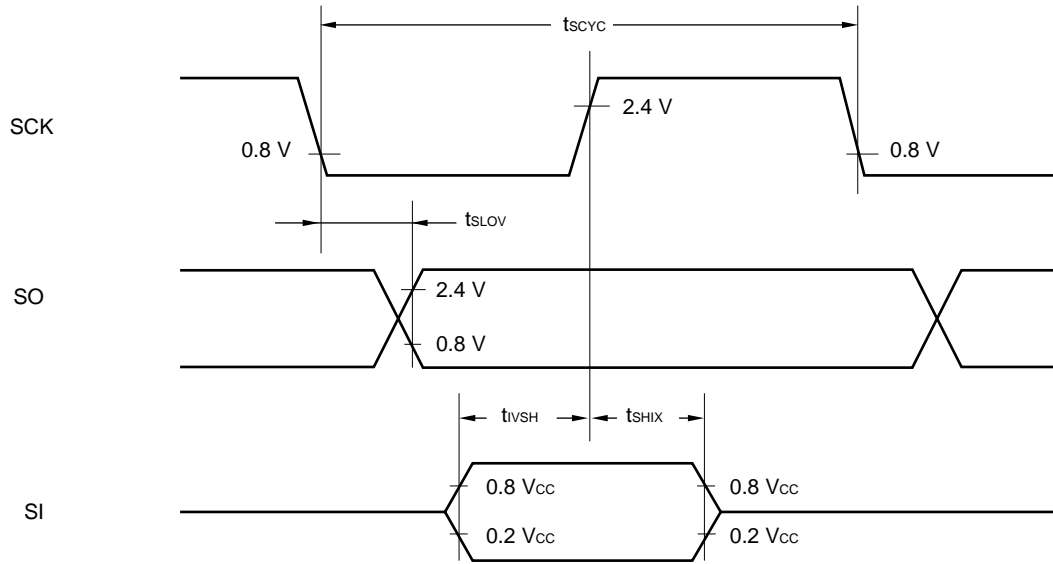 tSCYC
SCK
2.4 V
0.8 V
0.8 V
tSLOV
SO
2.4 V
0.8 V
tIVSH
tSHIX
SI
0.8 VCC
0.8 VCC
0.2 VCC
0.2 VCC